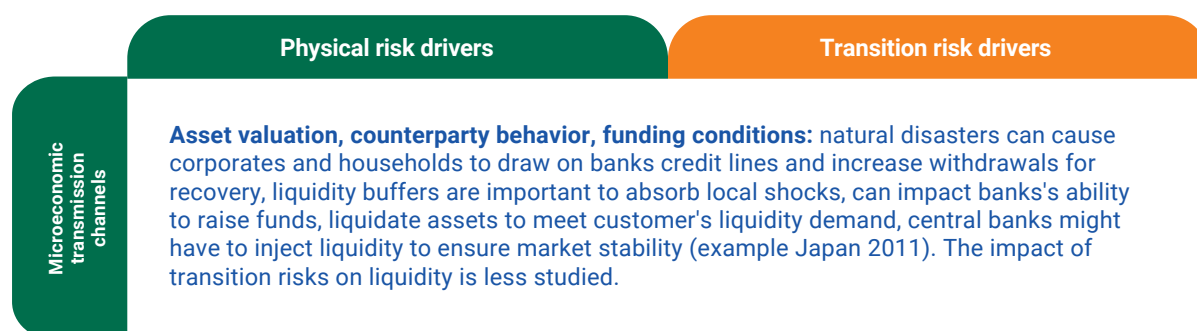 Physical risk drivers
Transition risk drivers
Microeconomic
transmission
channels
Asset valuation, counterparty behavior, funding conditions: natural disasters can cause
corporates and households to draw on banks credit lines and increase withdrawals for
recovery, liquidity buffers are important to absorb local shocks, can impact banks's ability
to raise funds, liquidate assets to meet customer's liquidity demand, central banks might
have to inject liquidity to ensure market stability (example Japan 2011). The impact of
transition risks on liquidity is less studied.